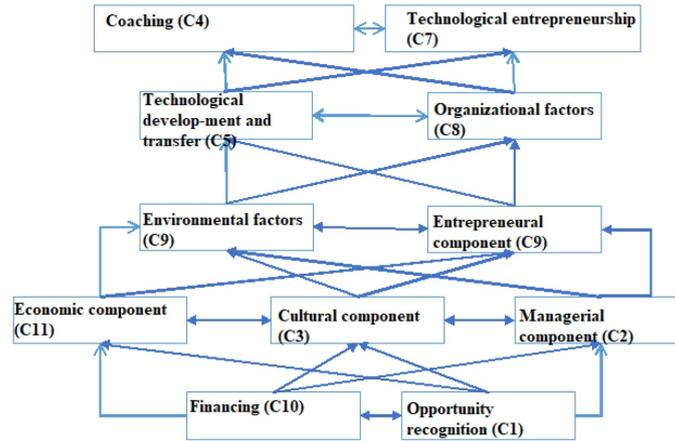 Coaching (C4)
Technological entrepreneurship
(C7)
Technological
develop-ment and
transfer (C5)
Organizational factors
(C8)
Environmental factors
(C9)
Entrepreneural
component (C9)
Economic component
(C11)
Cultural component
(C3)
Managerial
component (C2)
Financing (C10)
Opportunity
recognition (C1)